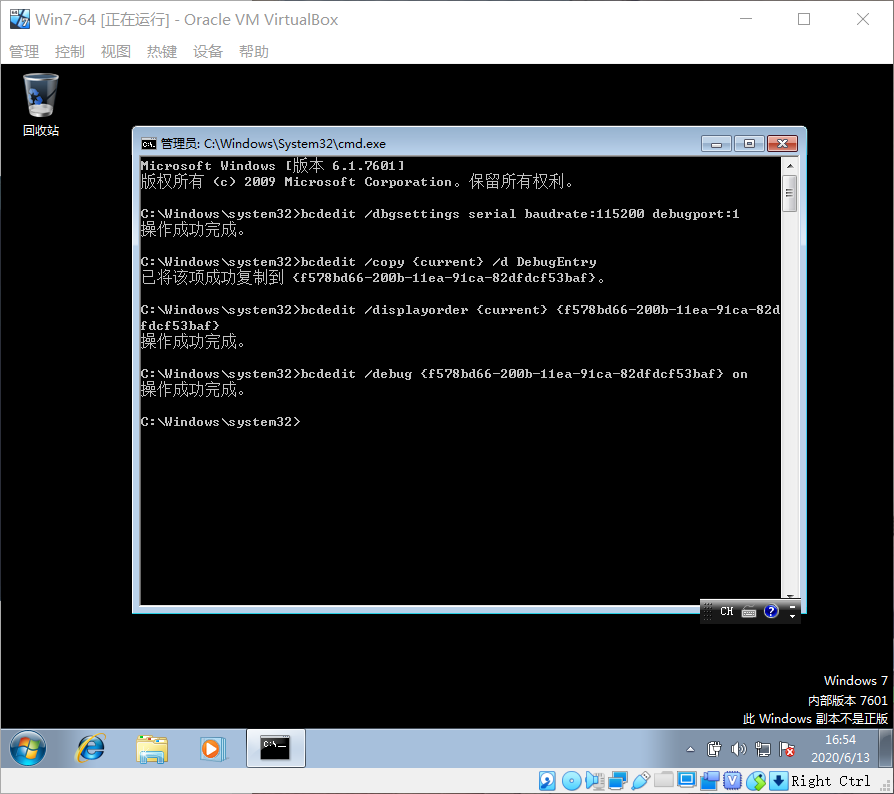 Win7-64 [正在运行] - Oracle VM VirtualBox
管理 控制 视图 热键 设备 帮助
回收站
管理员: C:\Windows\System32\cmd.exe
Microsoft Windows [版本 6.1.7601]
版权所有 (c) 2009 Microsoft Corporation。保留所有权利。
C:\Windows\system32>bcdedit /dbgsettings serial baudrate:115200 debugport:1
操作成功完成。
C:\Windows\system32>bcdedit /copy {current} /d DebugEntry
已将该项成功复制到 {f578bd66-200b-11ea-91ca-82dfdcf53baf}。
C:\Windows\system32>bcdedit /displayorder {current} {f578bd66-200b-11ea-91ca-82d
fdcf53baf}
操作成功完成。
C:\Windows\system32>bcdedit /debug {f578bd66-200b-11ea-91ca-82dfdcf53baf} on
操作成功完成。
C:\Windows\system32>
CH
Windows 7
内部版本 7601
此 Windows 副本不是正版
16:54
2020/6/13
Right Ctrl